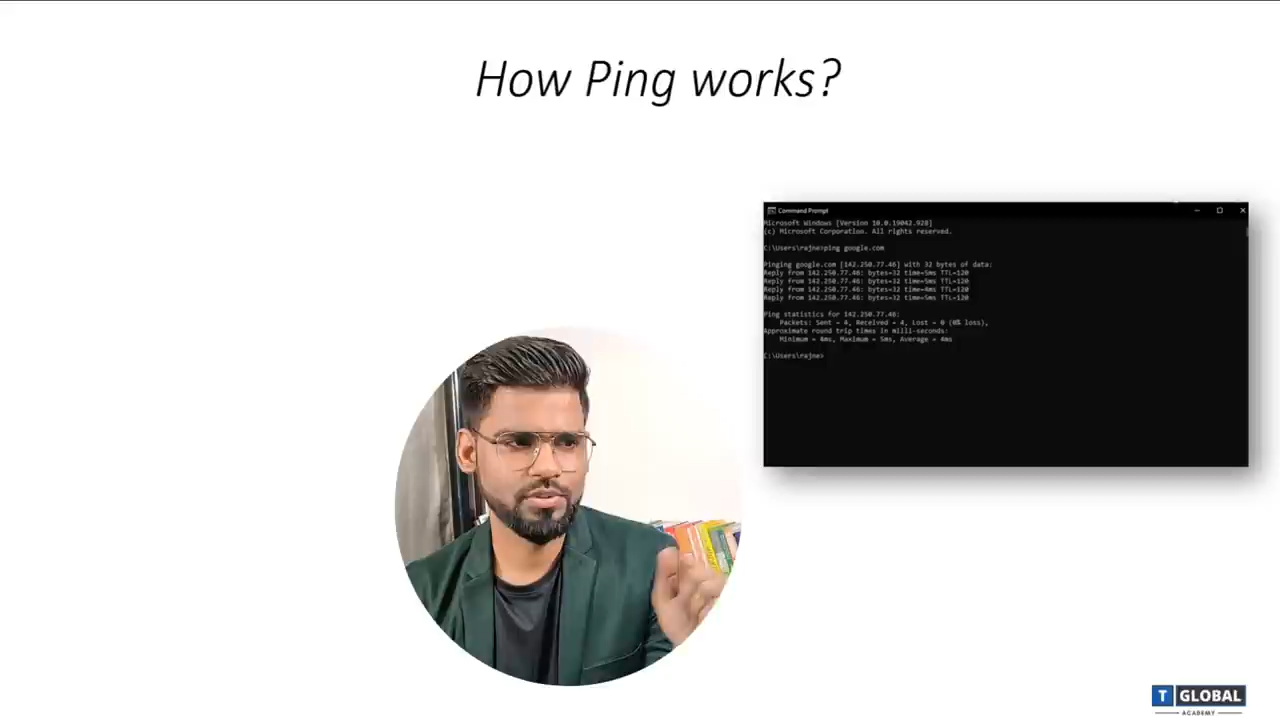 How Ping works?
Command Prompt
Microsoft Windows [Version 10.0.19042.928]
(c) Microsoft Corporation. All rights reserved.
C:\Users\rajne>ping google.com
Pinging google.com [142.250.77.46] with 32 bytes of data:
Reply from 142.250.77.46: bytes=32 time=5ms TTL=120
Reply from 142.250.77.46: bytes=32 time=5ms TTL=120
Reply from 142.250.77.46: bytes=32 time=4ms TTL=120
Reply from 142.250.77.46: bytes=32 time=5ms TTL=120
Ping statistics for 142.250.77.46:
Packets: Sent = 4, Received = 4, Lost = 0 (0% loss),
Approximate round trip times in milli-seconds:
Minimum = 4ms, Maximum = 5ms, Average = 4ms
C:\Users\rajne>
T GLOBAL
ACADEMY